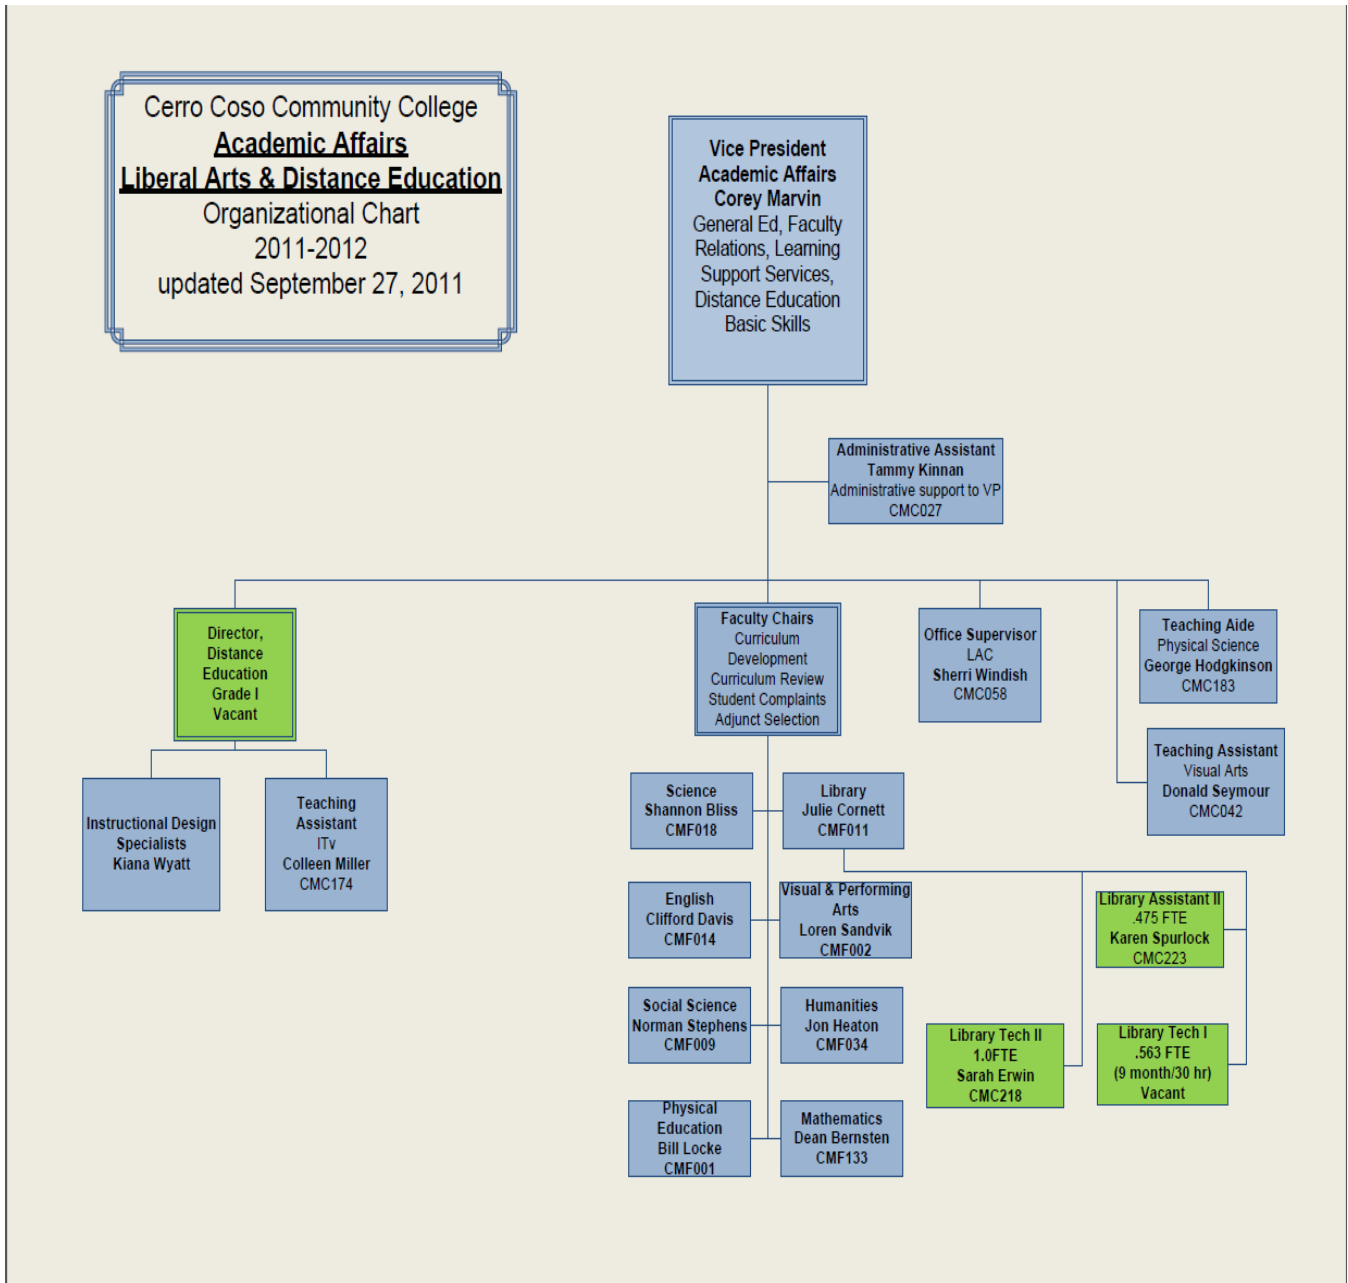 Cerro Coso Community College
Academic Affairs
Liberal Arts & Distance Education
Organizational Chart
2011-2012
updated September 27, 2011
Vice President
Academic Affairs
Corey Marvin
General Ed, Faculty
Relations, Learning
Support Services,
Distance Education
Basic Skills
Administrative Assistant
Tammy Kinnan
Administrative support to VP
CMC027
Director,
Distance
Education
Grade I
Vacant
Faculty Chairs
Curriculum
Development
Curriculum Review
Student Complaints
Adjunct Selection
Office Supervisor
LAC
Sherri Windish
CMC058
Teaching Aide
Physical Science
George Hodgkinson
CMC183
Teaching Assistant
Visual Arts
Donald Seymour
CMC042
Instructional Design
Specialists
Kiana Wyatt
Teaching
Assistant
ITv
Colleen Miller
CMC174
Science
Shannon Bliss
CMF018
Library
Julie Cornett
CMF011
English
Clifford Davis
CMF014
Visual & Performing
Arts
Loren Sandvik
CMF002
Library Assistant II
.475 FTE
Karen Spurlock
CMC223
Social Science
Norman Stephens
CMF009
Humanities
Jon Heaton
CMF034
Library Tech II
1.0FTE
Sarah Erwin
CMC218
Library Tech I
.563 FTE
(9 month/30 hr)
Vacant
Physical
Education
Bill Locke
CMF001
Mathematics
Dean Bernsten
CMF133